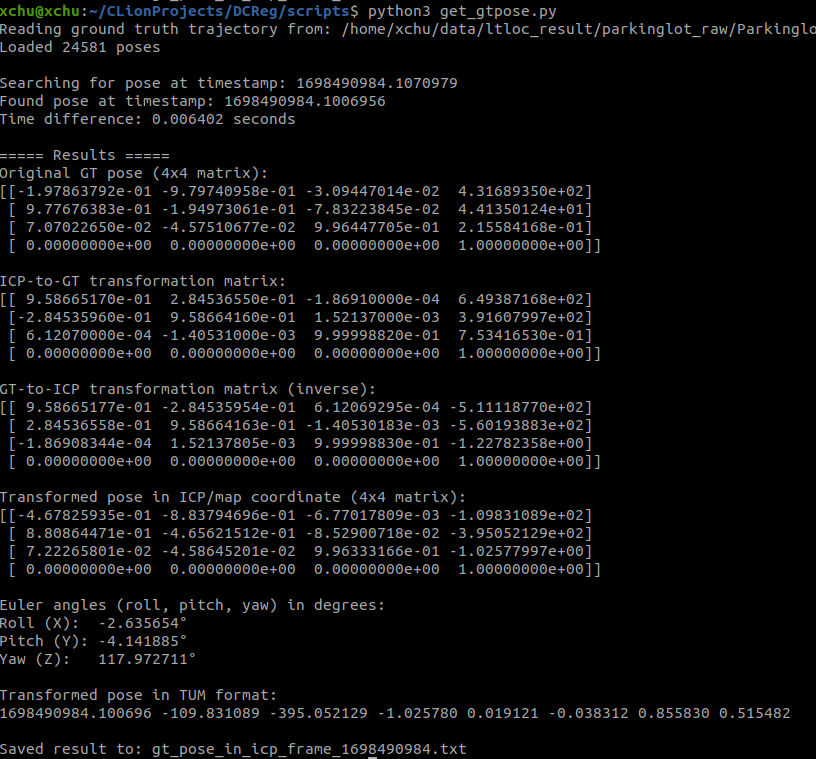 xchu@xchu:~/CLionProjects/DCReg/scripts$ python3 get_gtpose.py
Reading ground truth trajectory from: /home/xchu/data/ltloc_result/parkinglot_raw/Parkinglo
Loaded 24581 poses
Searching for pose at timestamp: 1698490984.1070979
Found pose at timestamp: 1698490984.1006956
Time difference: 0.006402 seconds
===== Results =====
Original GT pose (4x4 matrix):
[[-1.97863792e-01 -9.79740958e-01 -3.09447014e-02  4.31689350e+02]
 [ 9.77676383e-01 -1.94973061e-01 -7.83223845e-02  4.41350124e+01]
 [ 7.07022650e-02 -4.57510677e-02  9.96447705e-01  2.15584168e-01]
 [ 0.00000000e+00  0.00000000e+00  0.00000000e+00  1.00000000e+00]]
ICP-to-GT transformation matrix:
[[ 9.58665170e-01  2.84536550e-01 -1.86910000e-04  6.49387168e+02]
 [-2.84535960e-01  9.58664160e-01  1.52137000e-03  3.91607997e+02]
 [ 6.12070000e-04 -1.40531000e-03  9.99998820e-01  7.53416530e-01]
 [ 0.00000000e+00  0.00000000e+00  0.00000000e+00  1.00000000e+00]]
GT-to-ICP transformation matrix (inverse):
[[ 9.58665177e-01 -2.84535954e-01  6.12069295e-04 -5.11118770e+02]
 [ 2.84536558e-01  9.58664163e-01 -1.40530183e-03 -5.60193883e+02]
 [-1.86908344e-04  1.52137805e-03  9.99998830e-01 -1.22782358e+00]
 [ 0.00000000e+00  0.00000000e+00  0.00000000e+00  1.00000000e+00]]
Transformed pose in ICP/map coordinate (4x4 matrix):
[[-4.67825935e-01 -8.83794696e-01 -6.77017809e-03 -1.09831089e+02]
 [ 8.80864471e-01 -4.65621512e-01 -8.52900718e-02 -3.95052129e+02]
 [ 7.22265801e-02 -4.58645201e-02  9.96333166e-01 -1.02577997e+00]
 [ 0.00000000e+00  0.00000000e+00  0.00000000e+00  1.00000000e+00]]
Euler angles (roll, pitch, yaw) in degrees:
Roll (X):  -2.635654°
Pitch (Y): -4.141885°
Yaw (Z):   117.972711°
Transformed pose in TUM format:
1698490984.100696 -109.831089 -395.052129 -1.025780 0.019121 -0.038312 0.855830 0.515482
Saved result to: gt_pose_in_icp_frame_1698490984.txt